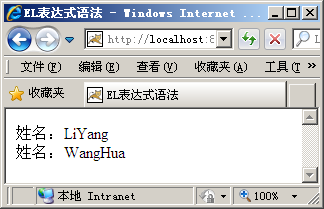 EL表达式语法 - Windows Internet ...
http://localhost:8
文件(F) 编辑(E) 查看(V) 收藏夹(A) 工具(T) »
收藏夹 EL表达式语法
姓名：LiYang
姓名：WangHua
本地 Intranet 100%